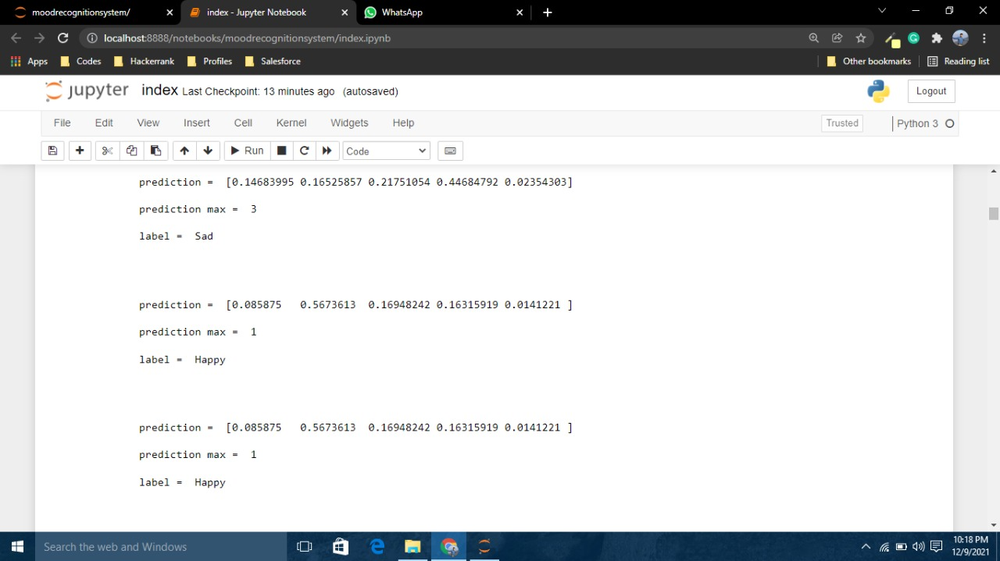 moodrecognitionsystem/
index - Jupyter Notebook
WhatsApp
localhost:8888/notebooks/moodrecognitionsystem/index.ipynb
Apps Codes Hackerrank Profiles Salesforce Other bookmarks Reading list
jupyter index Last Checkpoint: 13 minutes ago (autosaved) Logout
File Edit View Insert Cell Kernel Widgets Help Trusted Python 3
Run Code
prediction = [0.14683995 0.16525857 0.21751054 0.44684792 0.02354303]
prediction max = 3
label = Sad
prediction = [0.085875 0.5673613 0.16948242 0.16315919 0.0141221 ]
prediction max = 1
label = Happy
prediction = [0.085875 0.5673613 0.16948242 0.16315919 0.0141221 ]
prediction max = 1
label = Happy
Search the web and Windows
10:18 PM
12/9/2021